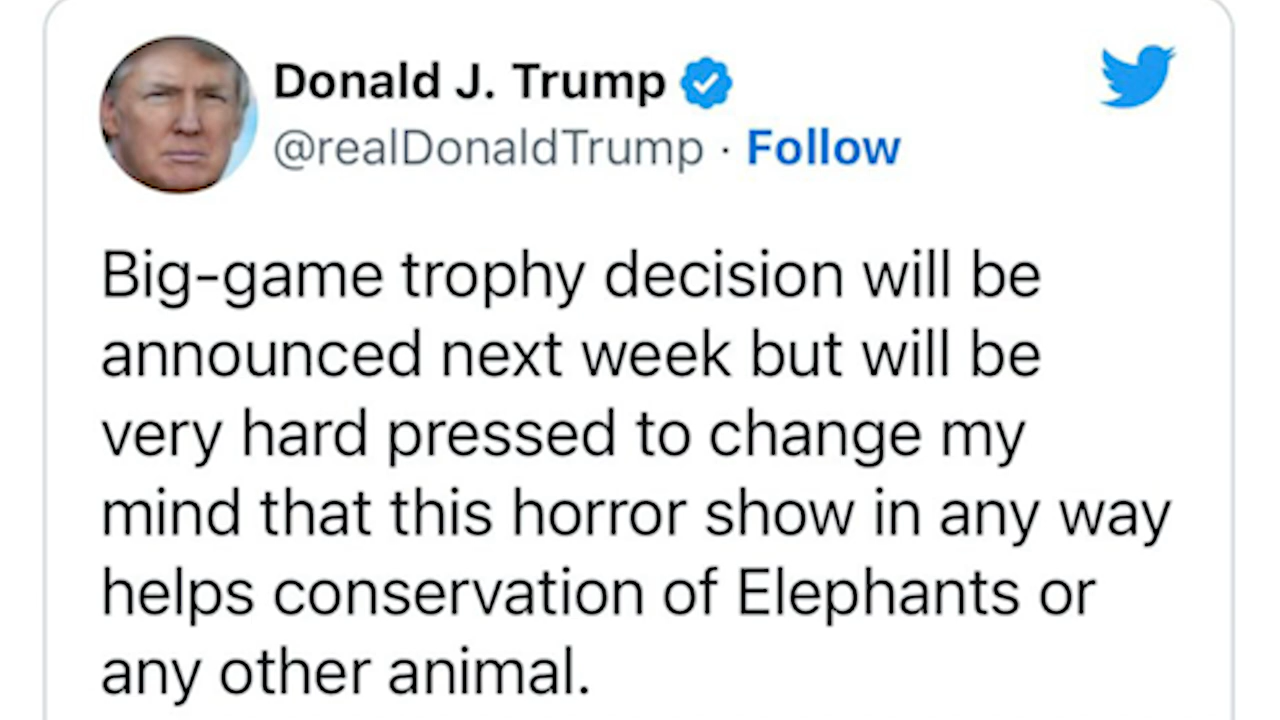 Donald J. Trump
@realDonaldTrump · Follow
Big-game trophy decision will be
announced next week but will be
very hard pressed to change my
mind that this horror show in any way
helps conservation of Elephants or
any other animal.